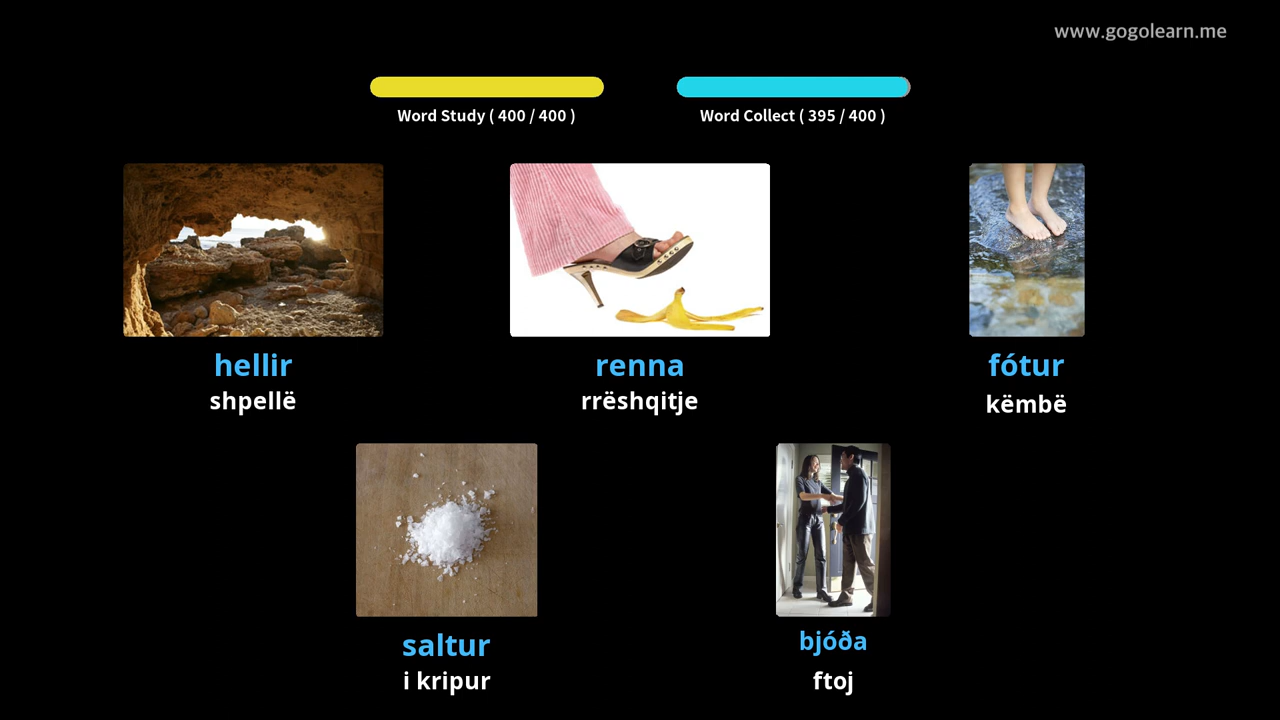 www.gogolearn.me
Word Study ( 400 / 400 )
Word Collect ( 395 / 400 )
hellir
shpellë
renna
rrëshqitje
fótur
këmbë
saltur
i kripur
bjóða
ftoj